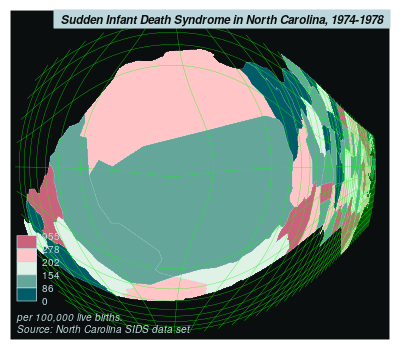 Sudden Infant Death Syndrome in North Carolina, 1974-1978
278
202
154
86
0
per 100,000 live births.
Source: North Carolina SIDS data set